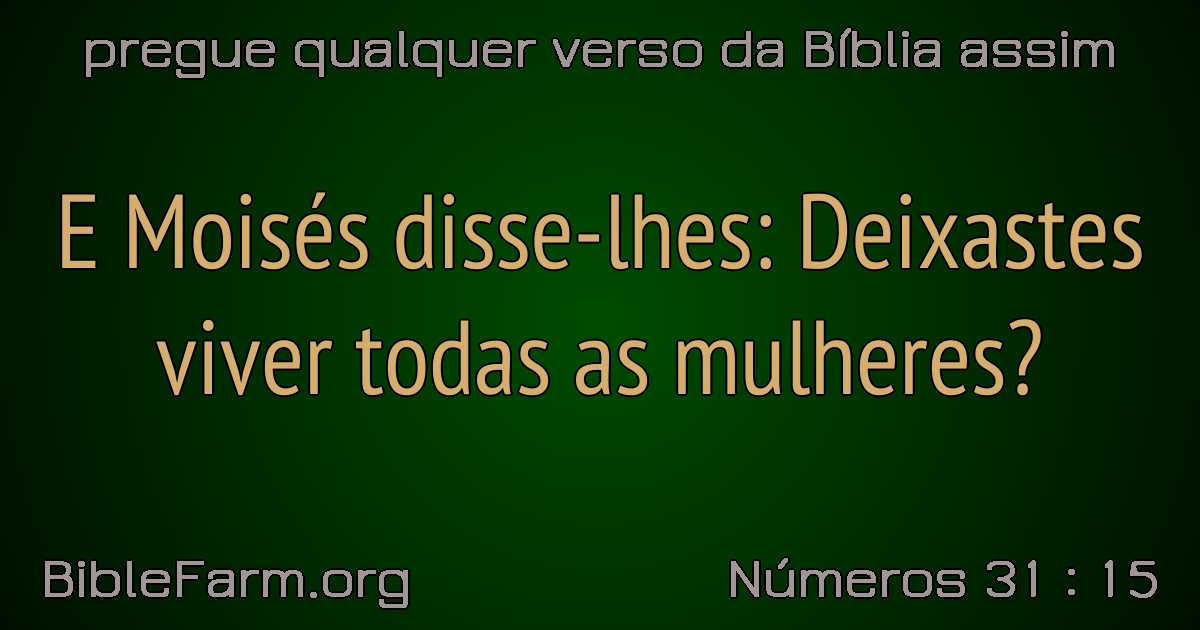 pregue qualquer verso da Bíblia assim
E Moisés disse-lhes: Deixastes
viver todas as mulheres?
BibleFarm.org
Números 31 : 15